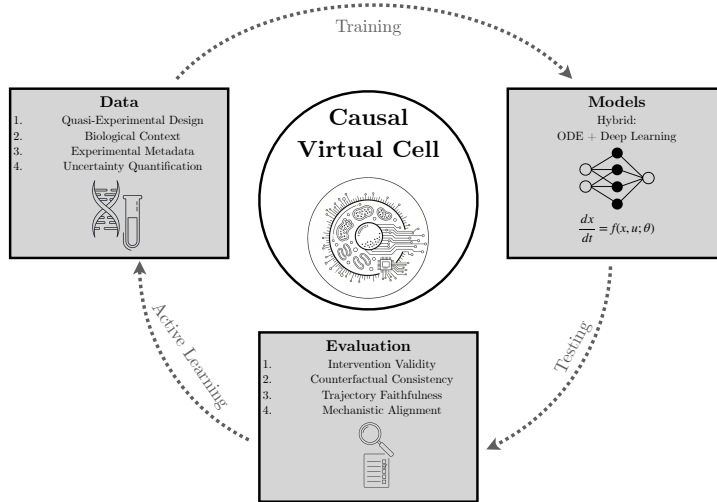 Training
Data
1. Quasi-Experimental Design
2. Biological Context
3. Experimental Metadata
4. Uncertainty Quantification
Causal
Virtual Cell
Models
Hybrid:
ODE + Deep Learning
dx/dt = f(x, u; θ)
Testing
Evaluation
1. Intervention Validity
2. Counterfactual Consistency
3. Trajectory Faithfulness
4. Mechanistic Alignment
Active Learning